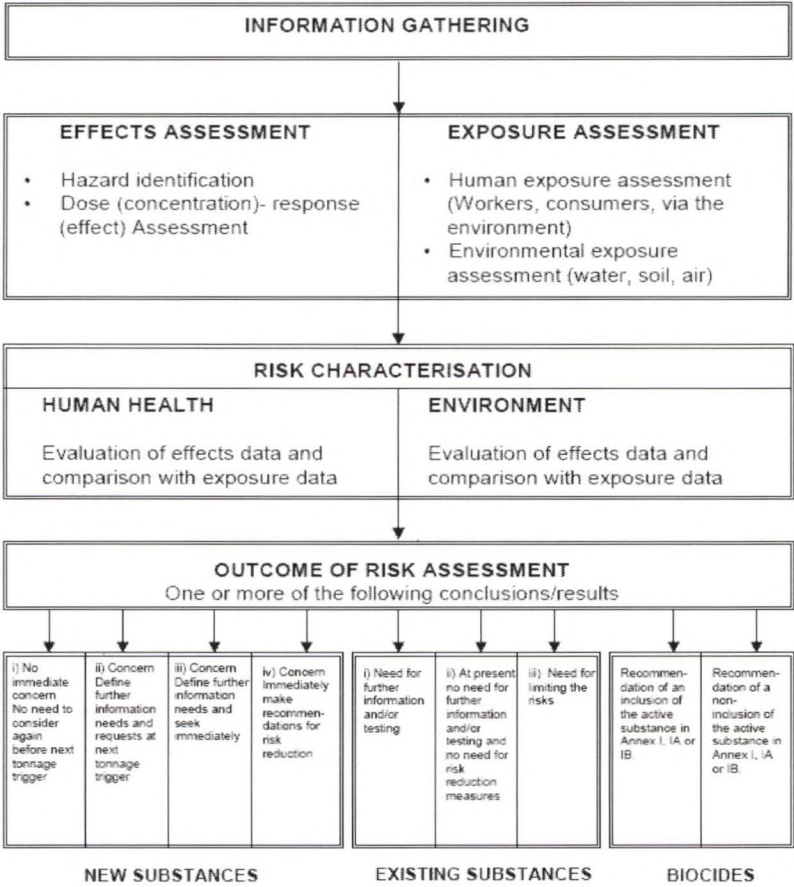 INFORMATION GATHERING
EFFECTS ASSESSMENT
• Hazard identification
• Dose (concentration)- response
(effect) Assessment
EXPOSURE ASSESSMENT
• Human exposure assessment
(Workers, consumers, via the
environment)
• Environmental exposure
assessment (water, soil, air)
RISK CHARACTERISATION
HUMAN HEALTH
Evaluation of effects data and
comparison with exposure data
ENVIRONMENT
Evaluation of effects data and
comparison with exposure data
OUTCOME OF RISK ASSESSMENT
One or more of the following conclusions/results
i) No
immediate
concern
No need to
consider
again
before next
tonnage
trigger
ii) Concern
Define
further
information
needs and
requests at
next
tonnage
trigger
iii) Concern
Define further
information
needs and
seek
immediately
iv) Concern
Immediately
make
recommen-
dations for
risk
reduction
i) Need for
further
information
and/or
testing
ii) At present
no need for
further
information
and/or
testing and
no need for
risk
reduction
measures
iii) Need for
limiting the
risks
Recommen-
dation of an
inclusion of
the active
substance in
Annex I, IA or
IB.
Recommen-
dation of a
non-
inclusion of
the active
substance in
Annex I, IA
or IB.
NEW SUBSTANCES
EXISTING SUBSTANCES
BIOCIDES